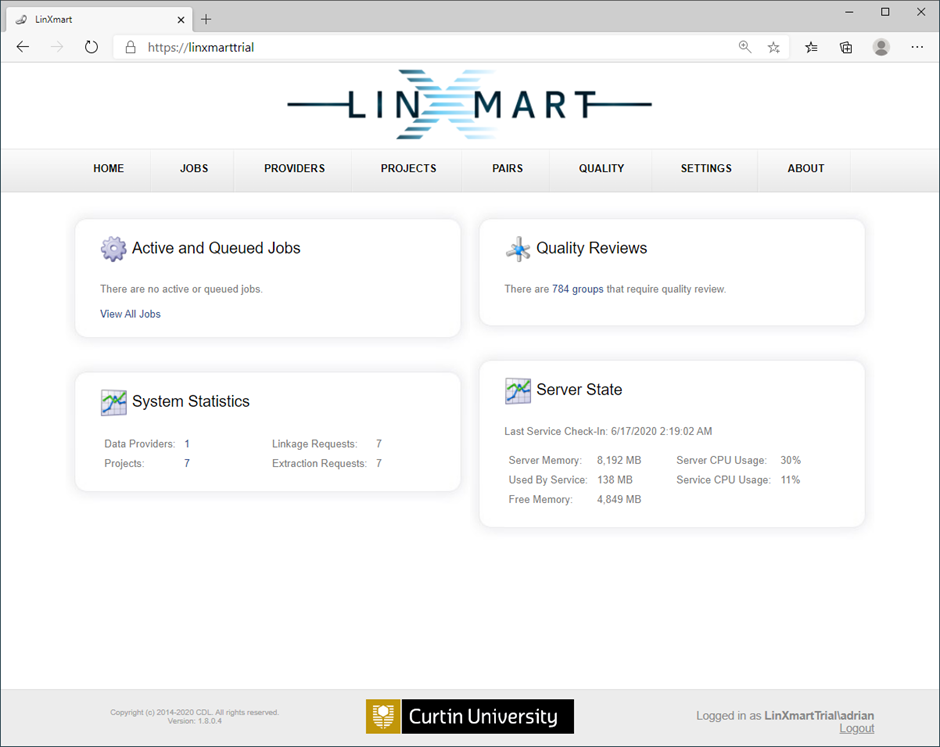 LinXmart
https://linxmarttrial
LINXMART
HOME JOBS PROVIDERS PROJECTS PAIRS QUALITY SETTINGS ABOUT
Active and Queued Jobs
There are no active or queued jobs.
View All Jobs
Quality Reviews
There are 784 groups that require quality review.
System Statistics
Data Providers: 1 Linkage Requests: 7
Projects: 7 Extraction Requests: 7
Server State
Last Service Check-In: 6/17/2020 2:19:02 AM
Server Memory: 8,192 MB Server CPU Usage: 30%
Used By Service: 138 MB Service CPU Usage: 11%
Free Memory: 4,849 MB
Copyright (c) 2014-2020 CDL. All rights reserved.
Version: 1.8.0.4
Curtin University
Logged in as LinXmartTrial\adrian
Logout